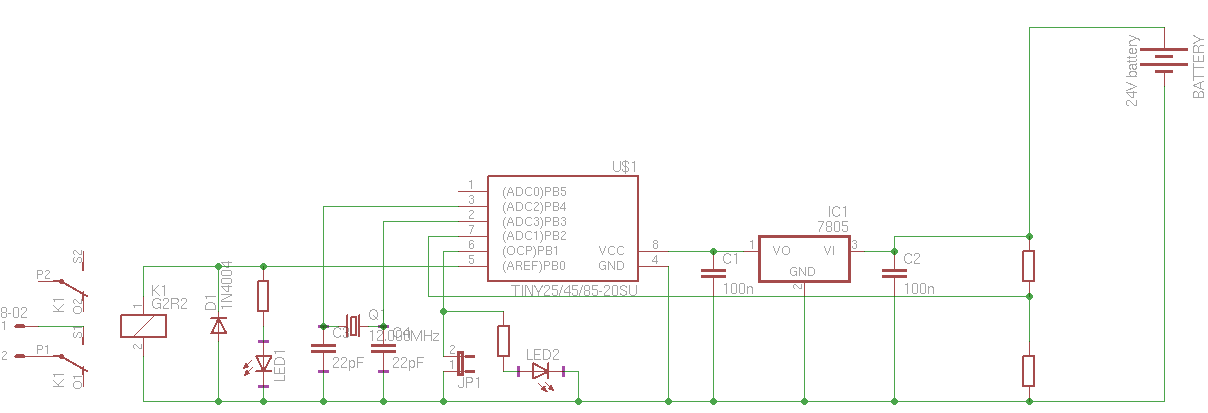 24V battery
BATTERY
U$1
1 (ADC0)PB5
3 (ADC2)PB4
2 (ADC3)PB3
7 (ADC1)PB2
6 (OCP)PB1 VCC 8
5 (AREF)PB0 GND 4
TINY25/45/85-20SU
IC1
7805
1 VO VI 3
GND
2
C1
100n
C2
100n
S2
P2
K1
O2
8-02
1
S1
2
P1
K1
O1
K1
G2R2
1
2
D1
1N4004
LED1
Q1
12.000MHz
C3
22pF
C4
22pF
2
1
JP1
LED2